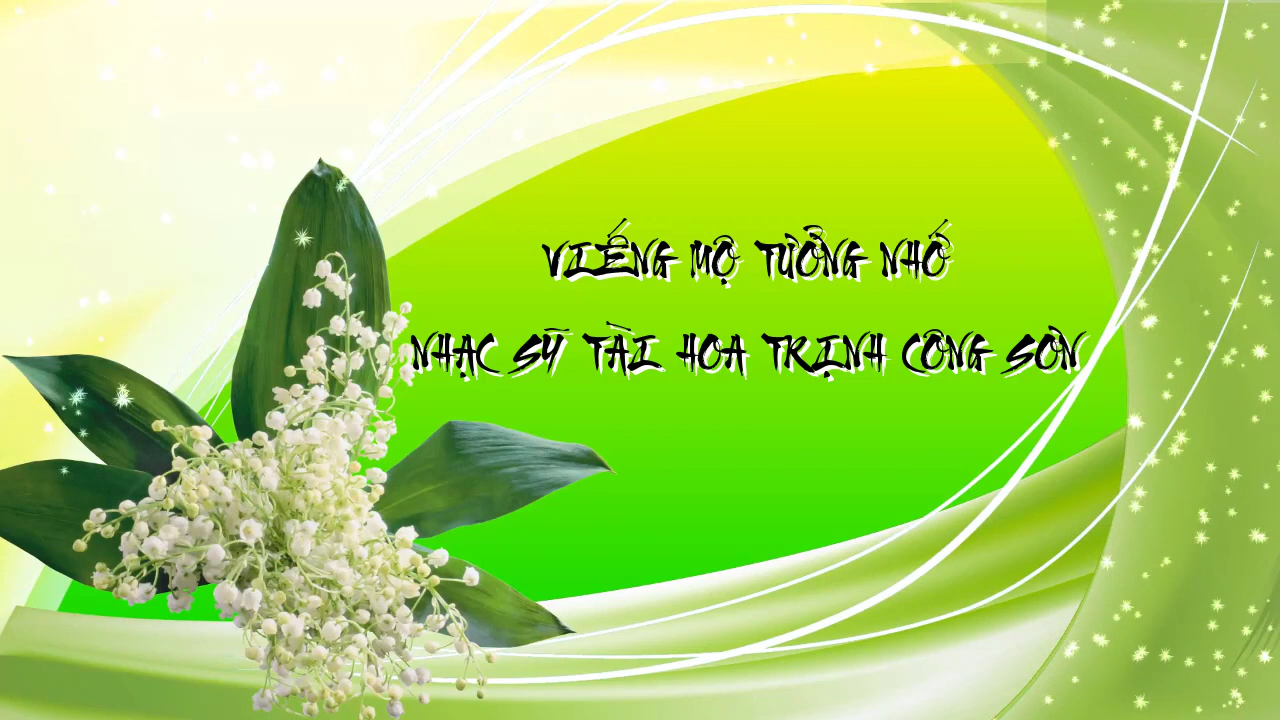 VIẾNG MỘ TƯỞNG NHỚ
NHẠC SỸ TÀI HOA TRỊNH CÔNG SƠN